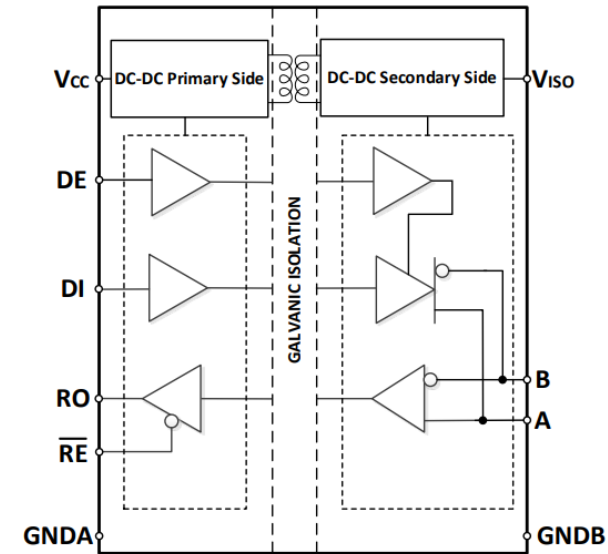 VCC
DC-DC Primary Side
DC-DC Secondary Side
VISO
DE
GALVANIC ISOLATION
DI
RO
B
A
RE
GNDA
GNDB